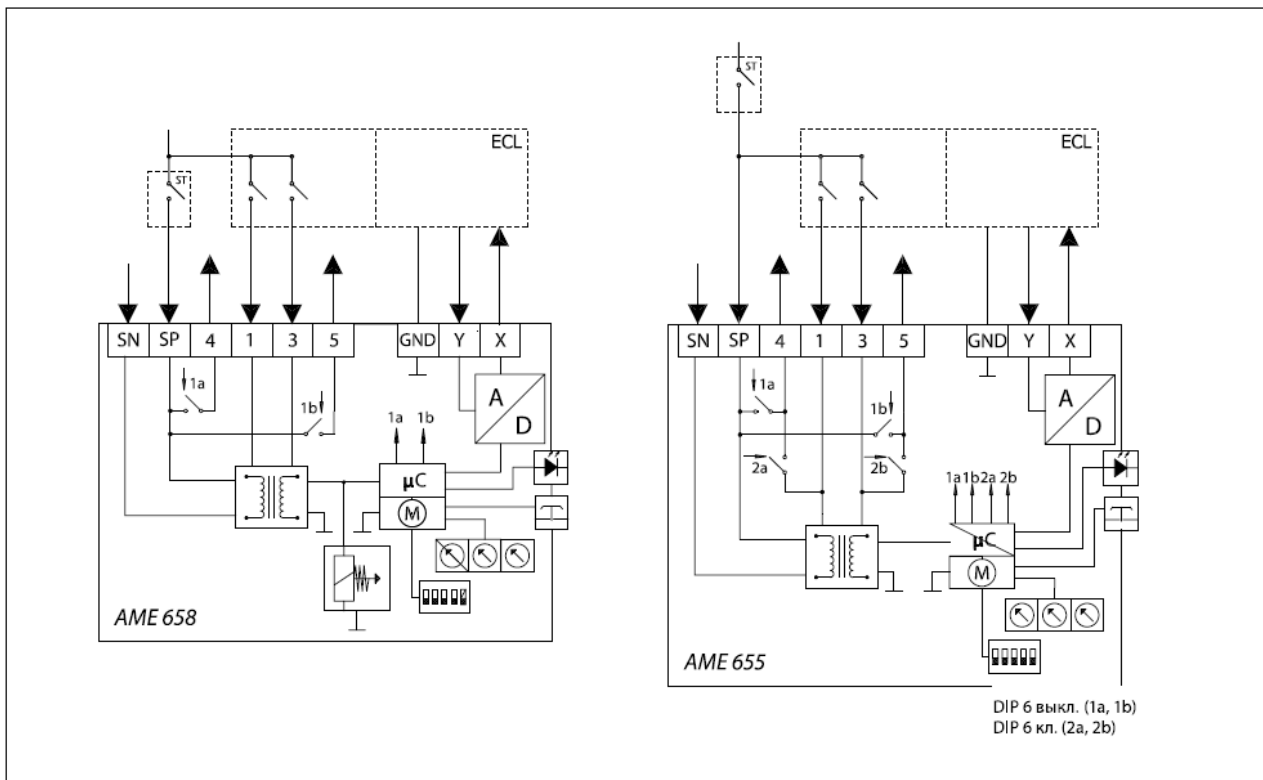 ST
ECL
SN SP 4 1 3 5 GND Y X
1a
1b
1a 1b
A
D
µC
M
AME 658
ST
ECL
SN SP 4 1 3 5 GND Y X
1a
1b
2a
2b
A
D
1a 1b 2a 2b
µC
M
AME 655
DIP 6 выкл. (1a, 1b)
DIP 6 кл. (2a, 2b)